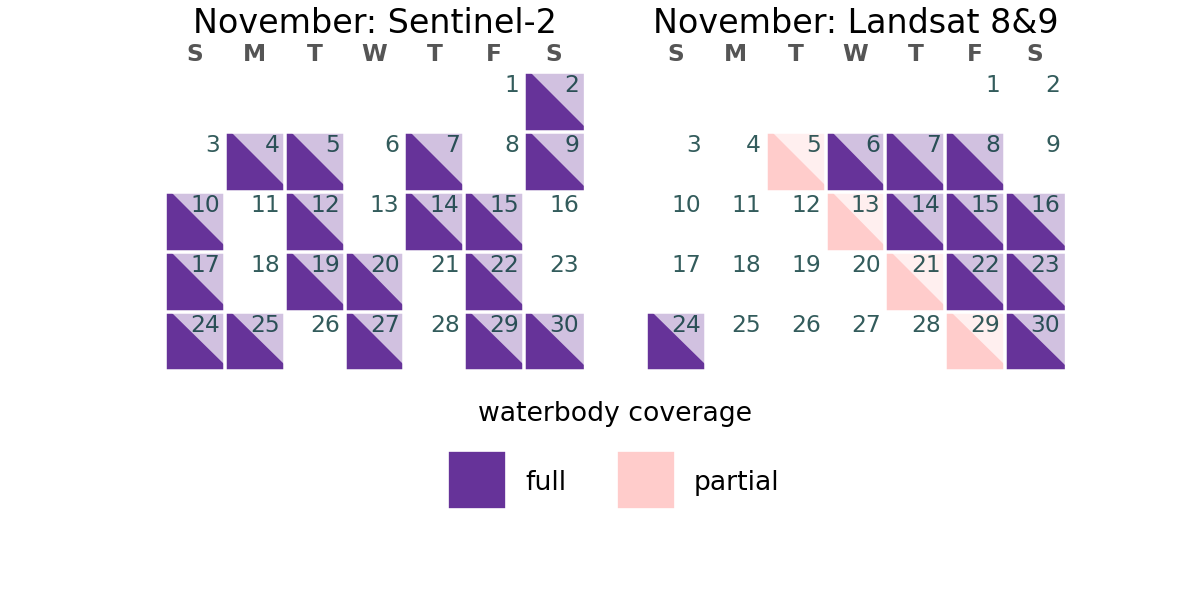 November: Sentinel-2
S M T W T F S
1 2
3 4 5 6 7 8 9
10 11 12 13 14 15 16
17 18 19 20 21 22 23
24 25 26 27 28 29 30
November: Landsat 8&9
S M T W T F S
1 2
3 4 5 6 7 8 9
10 11 12 13 14 15 16
17 18 19 20 21 22 23
24 25 26 27 28 29 30
waterbody coverage
full partial